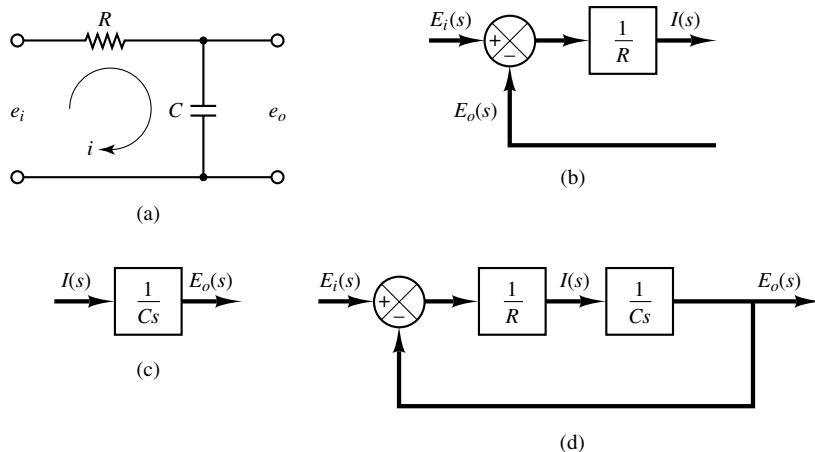 R
e_i
C
e_o
i
(a)
E_i(s)
+
−
1
R
I(s)
E_o(s)
(b)
I(s)
1
Cs
E_o(s)
(c)
E_i(s)
+
−
1
R
I(s)
1
Cs
E_o(s)
(d)